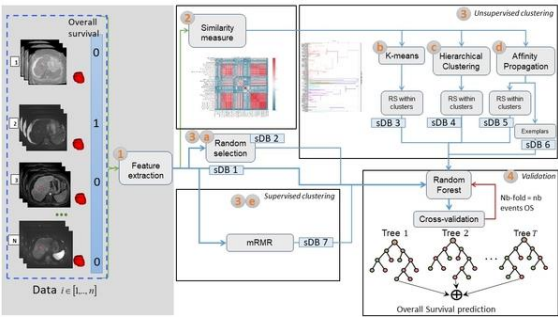 Overall
survival
0
1
0
0
1
2
3
N
Data i ∈ [1,.., n]
1
Feature
extraction
2
Similarity
measure
3 a
Random
selection
sDB 2
sDB 1
3 e
Supervised clustering
mRMR
sDB 7
3
Unsupervised clustering
b
K-means
c
Hierarchical
Clustering
d
Affinity
Propagation
RS within
clusters
RS within
clusters
RS within
clusters
sDB 3
sDB 4
sDB 5
Exemplars
sDB 6
4
Validation
Random
Forest
Nb-fold = nb
events OS
Cross-validation
Tree 1
Tree 2
Tree T
...
Overall Survival prediction